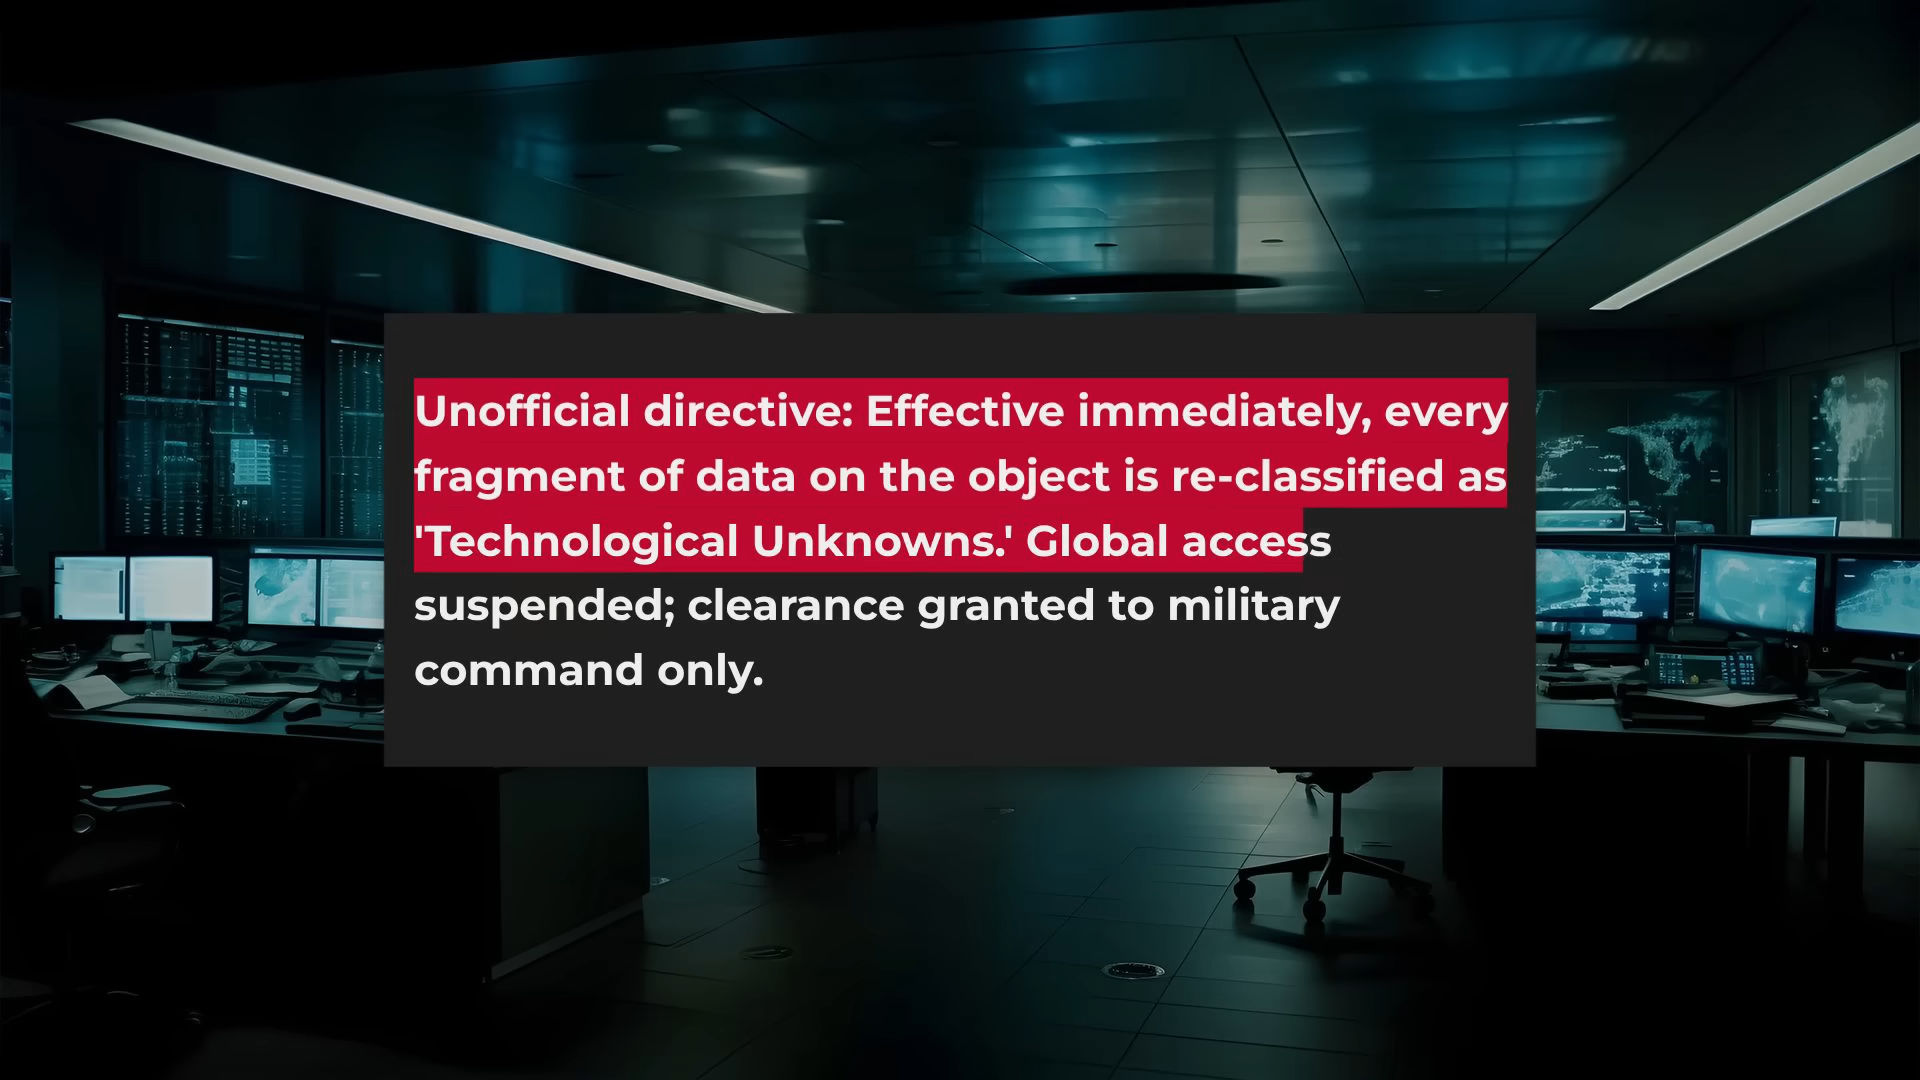 Unofficial directive: Effective immediately, every
fragment of data on the object is re-classified as
'Technological Unknowns.' Global access
suspended; clearance granted to military
command only.